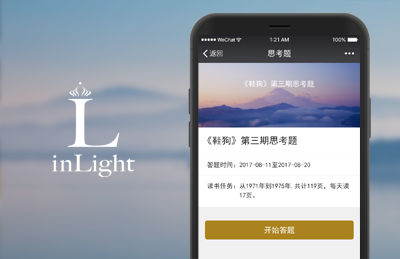 L
inLight
WeChat
1:21 AM
100%
返回
思考题
•••
《鞋狗》第三期思考题
《鞋狗》第三期思考题
答题时间：2017-08-11至2017-08-20
读书任务：从1971年到1975年,共计119页，每天读
17页。
开始答题